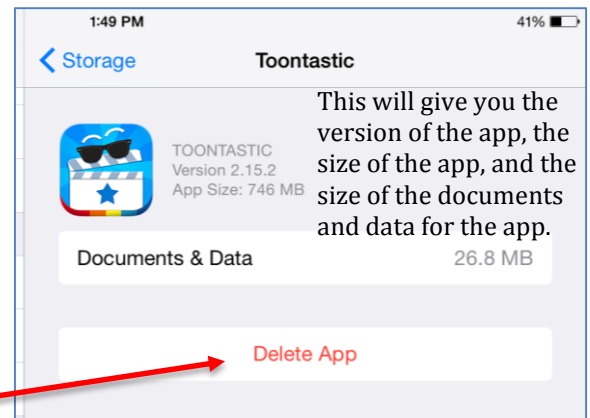 1:49 PM 41%
Storage Toontastic
This will give you the
version of the app, the
size of the app, and the
size of the documents
and data for the app.
TOONTASTIC
Version 2.15.2
App Size: 746 MB
Documents & Data 26.8 MB
Delete App